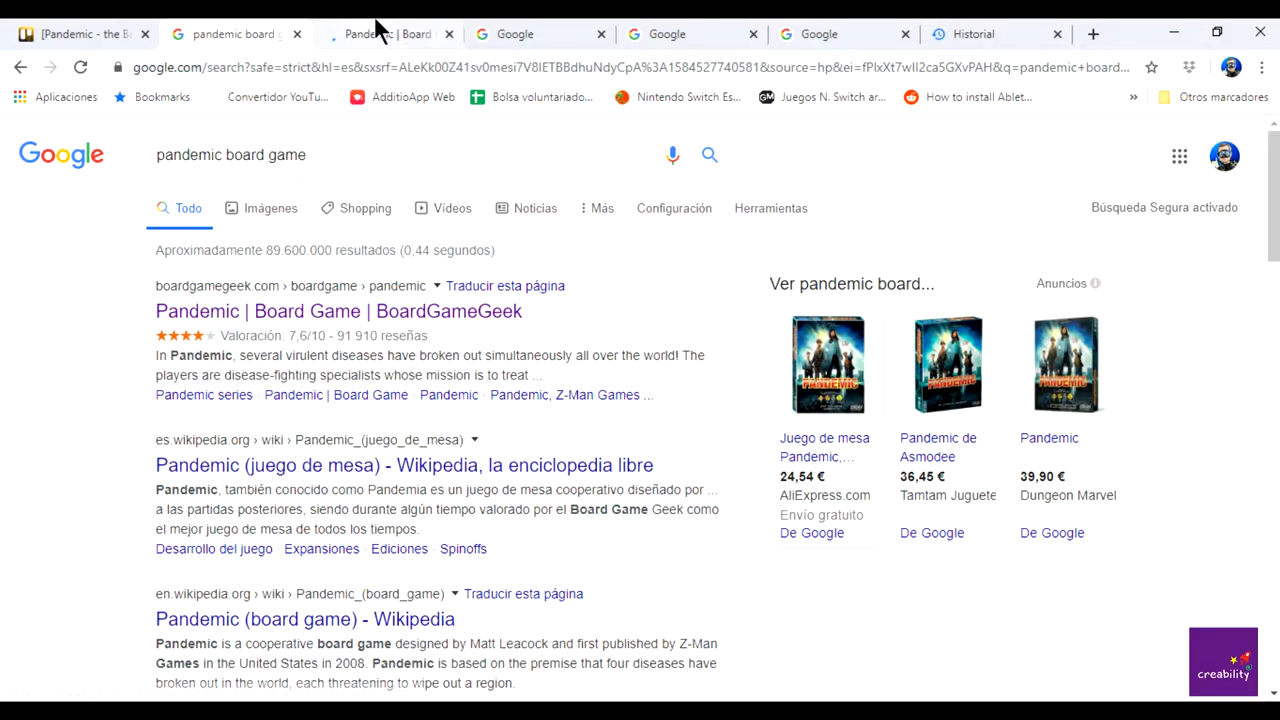 [Pandemic - the B
pandemic board g
Pandemic | Board
Google
Google
Google
Historial
google.com/search?safe=strict&hl=es&sxsrf=ALeKk00Z41sv0mesi7V8IETBBdhuNdyCpA%3A1584527740581&source=hp&ei=fPlxXt7wII2ca5GXvPAH&q=pandemic+board...
Aplicaciones
Bookmarks
Convertidor YouTu...
AdditioApp Web
Bolsa voluntariado...
Nintendo Switch Es...
Juegos N. Switch ar...
How to install Ablet...
»
Otros marcadores
Google
pandemic board game
Todo
Imágenes
Shopping
Vídeos
Noticias
Más
Configuración
Herramientas
Búsqueda Segura activado
Aproximadamente 89.600.000 resultados (0,44 segundos)
boardgamegeek.com › boardgame › pandemic
Traducir esta página
Pandemic | Board Game | BoardGameGeek
Valoración: 7,6/10 - 91 910 reseñas
In Pandemic, several virulent diseases have broken out simultaneously all over the world! The
players are disease-fighting specialists whose mission is to treat ...
Pandemic series · Pandemic | Board Game · Pandemic · Pandemic, Z-Man Games ...
es.wikipedia.org › wiki › Pandemic_(juego_de_mesa)
Pandemic (juego de mesa) - Wikipedia, la enciclopedia libre
Pandemic, también conocido como Pandemia es un juego de mesa cooperativo diseñado por ...
a las partidas posteriores, siendo durante algún tiempo valorado por el Board Game Geek como
el mejor juego de mesa de todos los tiempos.
Desarrollo del juego · Expansiones · Ediciones · Spinoffs
en.wikipedia.org › wiki › Pandemic_(board_game)
Traducir esta página
Pandemic (board game) - Wikipedia
Pandemic is a cooperative board game designed by Matt Leacock and first published by Z-Man
Games in the United States in 2008. Pandemic is based on the premise that four diseases have
broken out in the world, each threatening to wipe out a region.
Ver pandemic board...
Anuncios
PANDEMIC
PANDEMIC
PANDEMIC
Juego de mesa
Pandemic,...
24,54 €
AliExpress.com
Envío gratuito
De Google
Pandemic de
Asmodee
36,45 €
Tamtam Juguete
De Google
Pandemic
39,90 €
Dungeon Marvel
De Google
creability